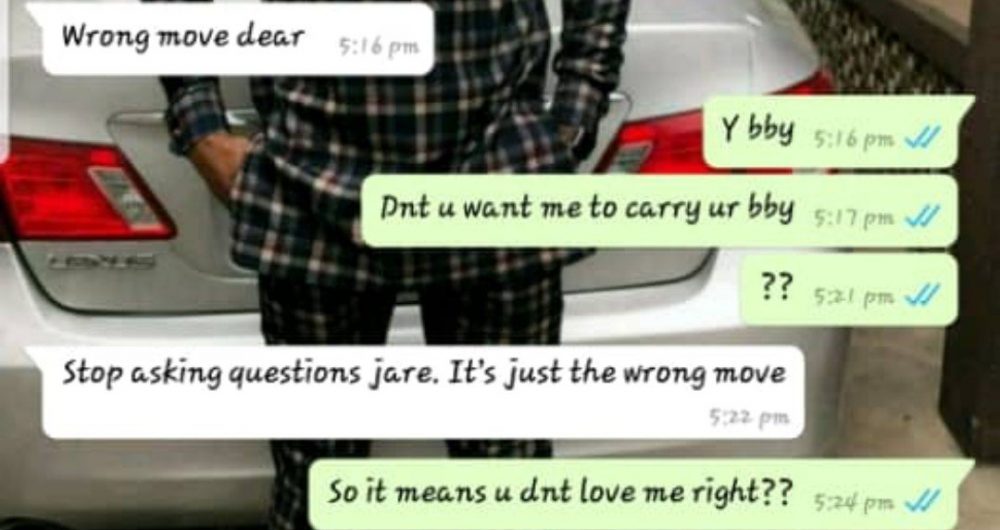 Wrong move dear 5:16 pm
Y bby 5:16 pm
Dnt u want me to carry ur bby 5:17 pm
?? 5:21 pm
Stop asking questions jare. It's just the wrong move
5:22 pm
So it means u dnt love me right?? 5:24 pm
LEXUS